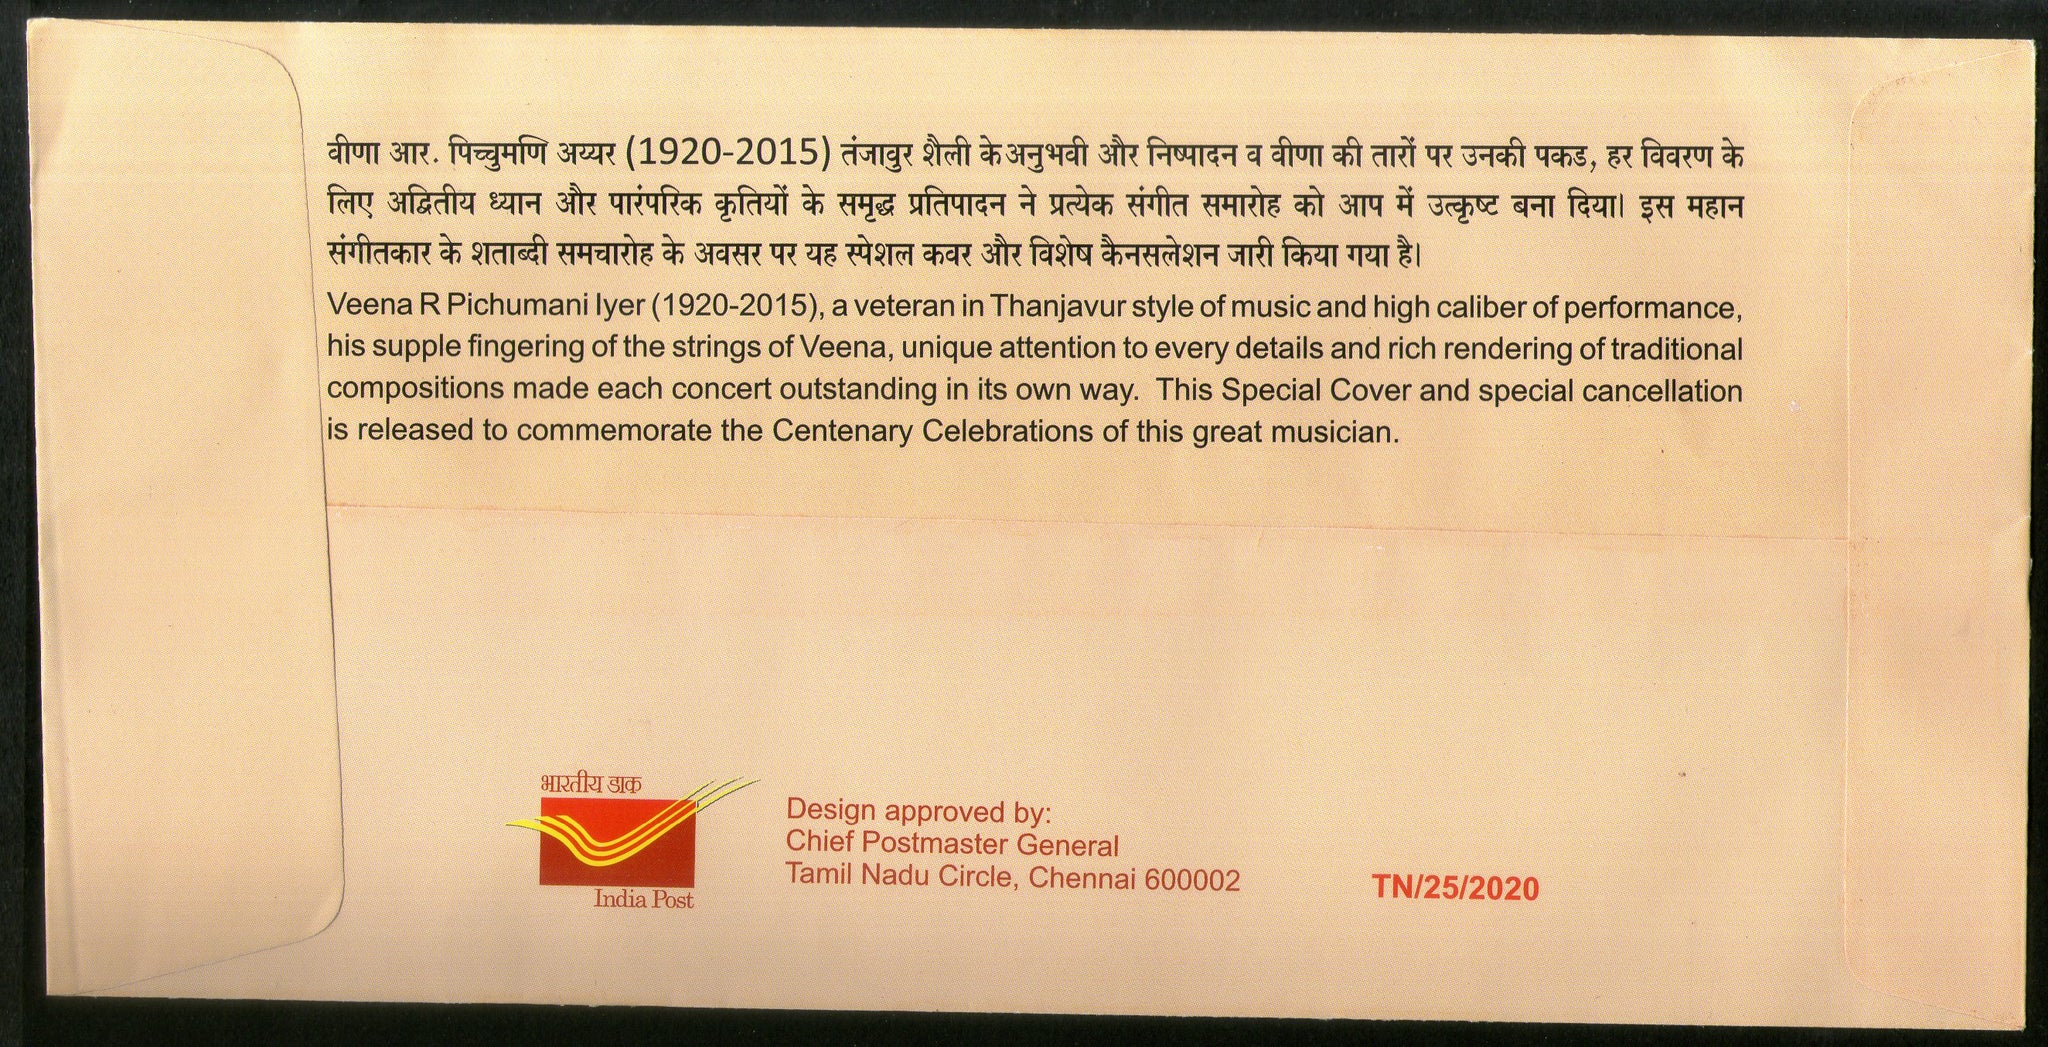 वीणा आर. पिच्चुमणि अय्यर (1920-2015) तंजावुर शैली के अनुभवी और निष्पादन व वीणा की तारों पर उनकी पकड, हर विवरण के
लिए अद्वितीय ध्यान और पारंपरिक कृतियों के समृद्ध प्रतिपादन ने प्रत्येक संगीत समारोह को आप में उत्कृष्ट बना दिया। इस महान
संगीतकार के शताब्दी समचारोह के अवसर पर यह स्पेशल कवर और विशेष कैनसलेशन जारी किया गया है।
Veena R Pichumani Iyer (1920-2015), a veteran in Thanjavur style of music and high caliber of performance,
his supple fingering of the strings of Veena, unique attention to every details and rich rendering of traditional
compositions made each concert outstanding in its own way. This Special Cover and special cancellation
is released to commemorate the Centenary Celebrations of this great musician.
भारतीय डाक
India Post
Design approved by:
Chief Postmaster General
Tamil Nadu Circle, Chennai 600002
TN/25/2020